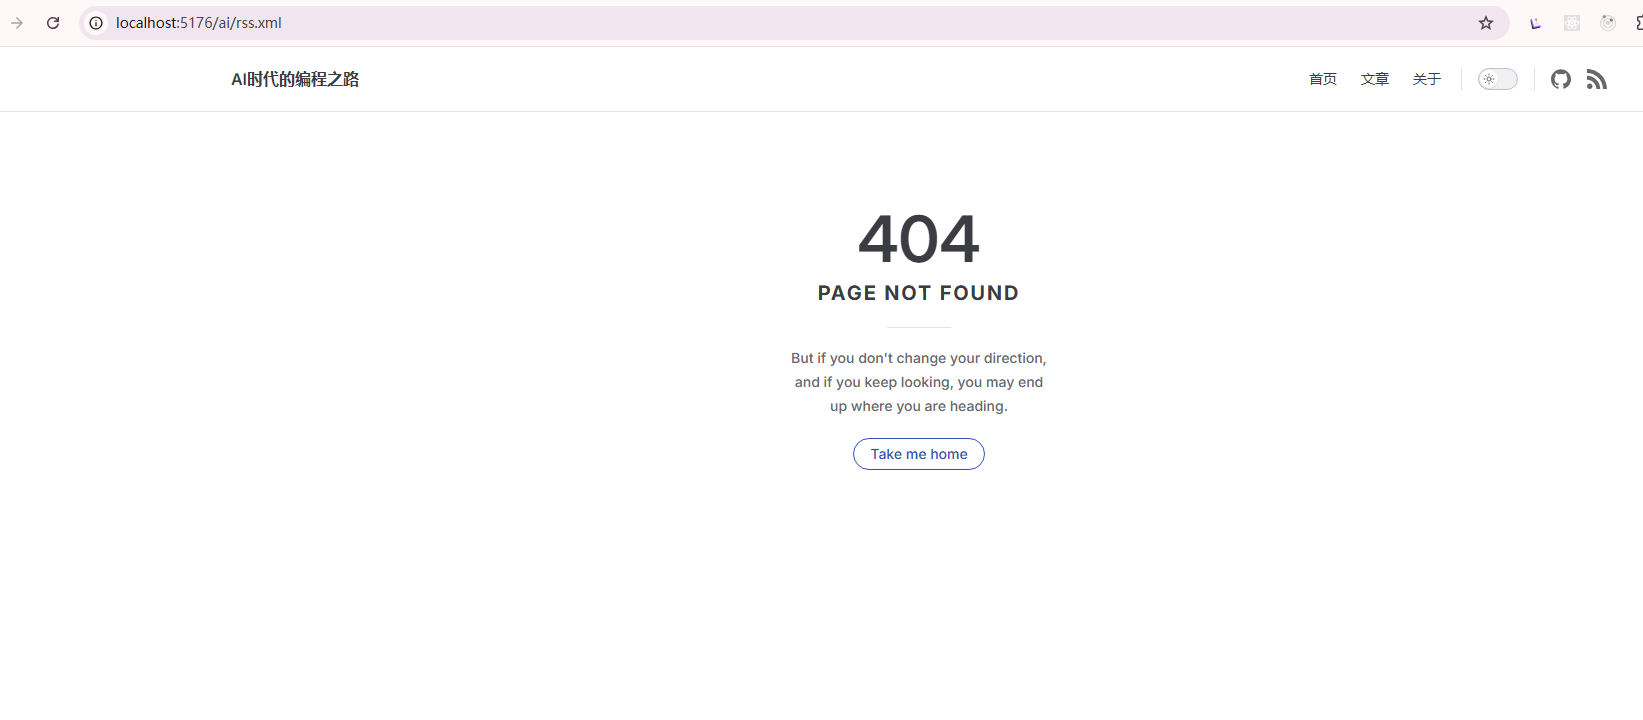 localhost:5176/ai/rss.xml
AI时代的编程之路
首页 文章 关于
404
PAGE NOT FOUND
But if you don't change your direction,
and if you keep looking, you may end
up where you are heading.
Take me home